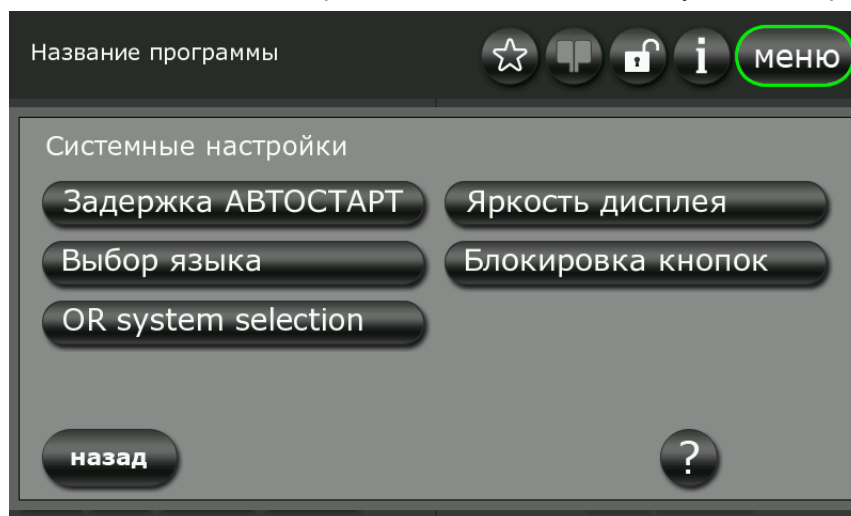 Название программы
i
меню
Системные настройки
Задержка АВТОСТАРТ
Яркость дисплея
Выбор языка
Блокировка кнопок
OR system selection
назад
?